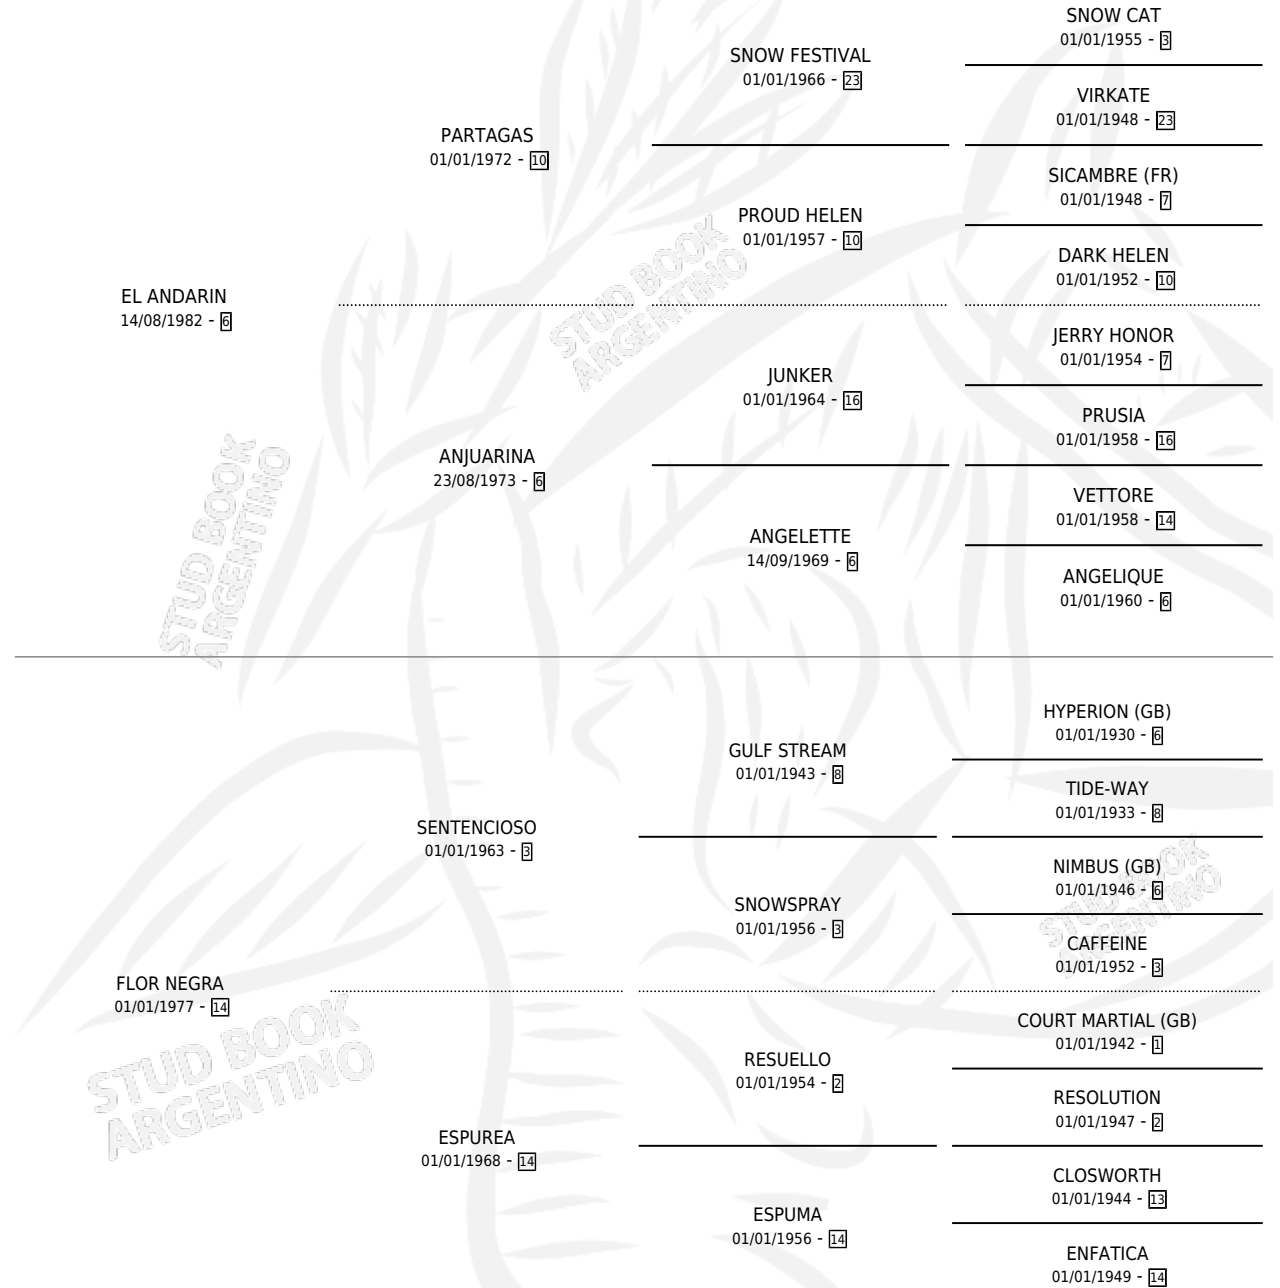 SNOW CAT
01/01/1955 - 3
SNOW FESTIVAL
01/01/1966 - 23
VIRKATE
01/01/1948 - 23
PARTAGAS
01/01/1972 - 10
SICAMBRE (FR)
01/01/1948 - 7
PROUD HELEN
01/01/1957 - 10
DARK HELEN
01/01/1952 - 10
EL ANDARIN
14/08/1982 - 6
JERRY HONOR
01/01/1954 - 7
JUNKER
01/01/1964 - 16
PRUSIA
01/01/1958 - 16
ANJUARINA
23/08/1973 - 6
VETTORE
01/01/1958 - 14
ANGELETTE
14/09/1969 - 6
ANGELIQUE
01/01/1960 - 6
STUD BOOK
ARGENTINO
STUD BOOK
ARGENTINO
HYPERION (GB)
01/01/1930 - 6
GULF STREAM
01/01/1943 - 8
TIDE-WAY
01/01/1933 - 8
SENTENCIOSO
01/01/1963 - 3
NIMBUS (GB)
01/01/1946 - 6
SNOWSPRAY
01/01/1956 - 3
CAFFEINE
01/01/1952 - 3
FLOR NEGRA
01/01/1977 - 14
COURT MARTIAL (GB)
01/01/1942 - 1
RESUELLO
01/01/1954 - 2
RESOLUTION
01/01/1947 - 2
ESPUREA
01/01/1968 - 14
CLOSWORTH
01/01/1944 - 13
ESPUMA
01/01/1956 - 14
ENFATICA
01/01/1949 - 14
STUD BOOK
ARGENTINO
STUD BOOK
ARGENTINO